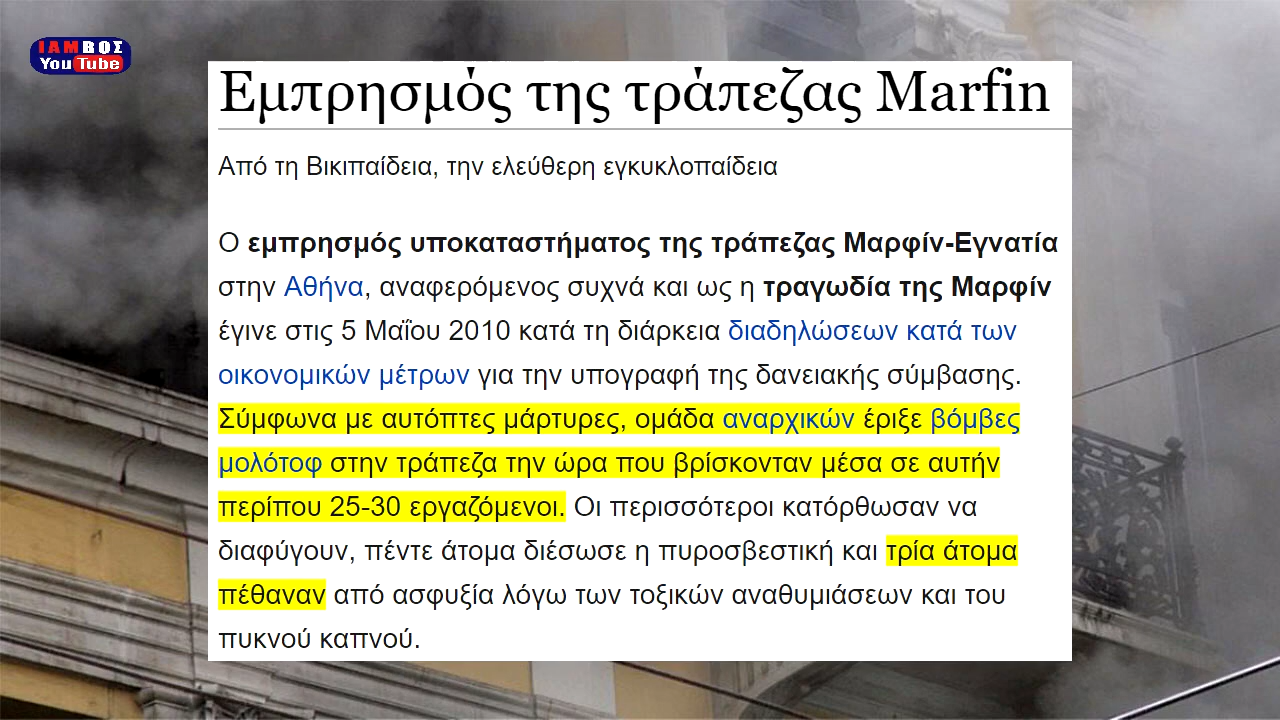 ΙΑΜΒΟΣ
YouTube
Εμπρησμός της τράπεζας Marfin
Από τη Βικιπαίδεια, την ελεύθερη εγκυκλοπαίδεια
Ο εμπρησμός υποκαταστήματος της τράπεζας Μαρφίν-Εγνατία
στην Αθήνα, αναφερόμενος συχνά και ως η τραγωδία της Μαρφίν
έγινε στις 5 Μαΐου 2010 κατά τη διάρκεια διαδηλώσεων κατά των
οικονομικών μέτρων για την υπογραφή της δανειακής σύμβασης.
Σύμφωνα με αυτόπτες μάρτυρες, ομάδα αναρχικών έριξε βόμβες
μολότοφ στην τράπεζα την ώρα που βρίσκονταν μέσα σε αυτήν
περίπου 25-30 εργαζόμενοι. Οι περισσότεροι κατόρθωσαν να
διαφύγουν, πέντε άτομα διέσωσε η πυροσβεστική και τρία άτομα
πέθαναν από ασφυξία λόγω των τοξικών αναθυμιάσεων και του
πυκνού καπνού.